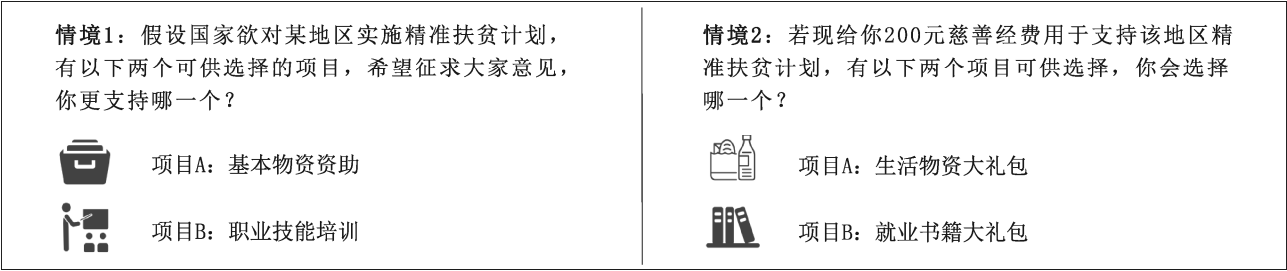 情境1：假设国家欲对某地区实施精准扶贫计划，
有以下两个可供选择的项目，希望征求大家意见，
你更支持哪一个？
项目A：基本物资资助
项目B：职业技能培训
情境2：若现给你200元慈善经费用于支持该地区精
准扶贫计划，有以下两个项目可供选择，你会选择
哪一个？
项目A：生活物资大礼包
项目B：就业书籍大礼包